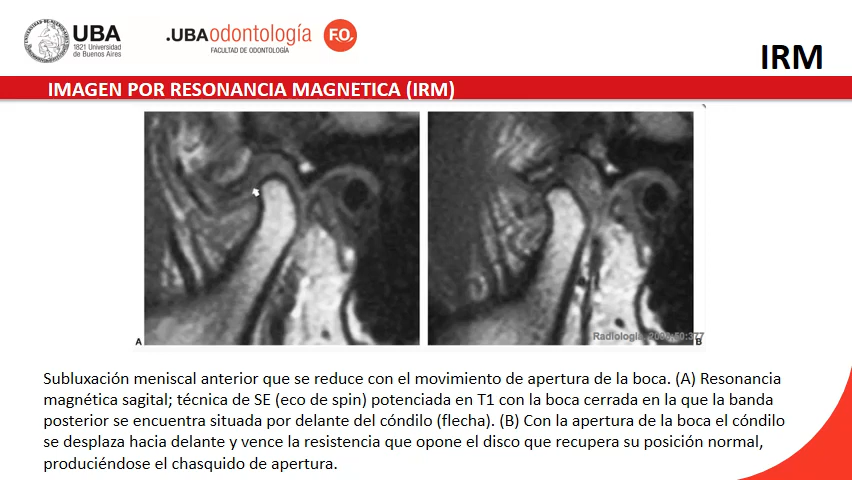 UBA
1821 Universidad
de Buenos Aires
.UBAodontología
FACULTAD DE ODONTOLOGÍA
F.O.
IRM
IMAGEN POR RESONANCIA MAGNETICA (IRM)
A
B
Subluxación meniscal anterior que se reduce con el movimiento de apertura de la boca. (A) Resonancia
magnética sagital; técnica de SE (eco de spin) potenciada en T1 con la boca cerrada en la que la banda
posterior se encuentra situada por delante del cóndilo (flecha). (B) Con la apertura de la boca el cóndilo
se desplaza hacia delante y vence la resistencia que opone el disco que recupera su posición normal,
produciéndose el chasquido de apertura.